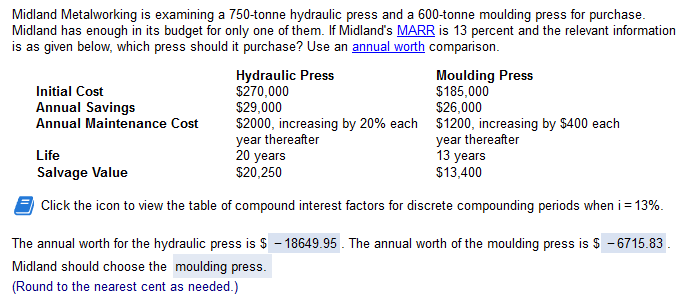 Midland Metalworking is examining a 750-tonne hydraulic press and a 600-tonne moulding press for purchase.
Midland has enough in its budget for only one of them. If Midland's MARR is 13 percent and the relevant information
is as given below, which press should it purchase? Use an annual worth comparison.
Hydraulic Press Moulding Press
Initial Cost $270,000 $185,000
Annual Savings $29,000 $26,000
Annual Maintenance Cost $2000, increasing by 20% each $1200, increasing by $400 each
year thereafter year thereafter
Life 20 years 13 years
Salvage Value $20,250 $13,400
Click the icon to view the table of compound interest factors for discrete compounding periods when i = 13%.
The annual worth for the hydraulic press is $ −18649.95 . The annual worth of the moulding press is $ −6715.83 .
Midland should choose the moulding press.
(Round to the nearest cent as needed.)